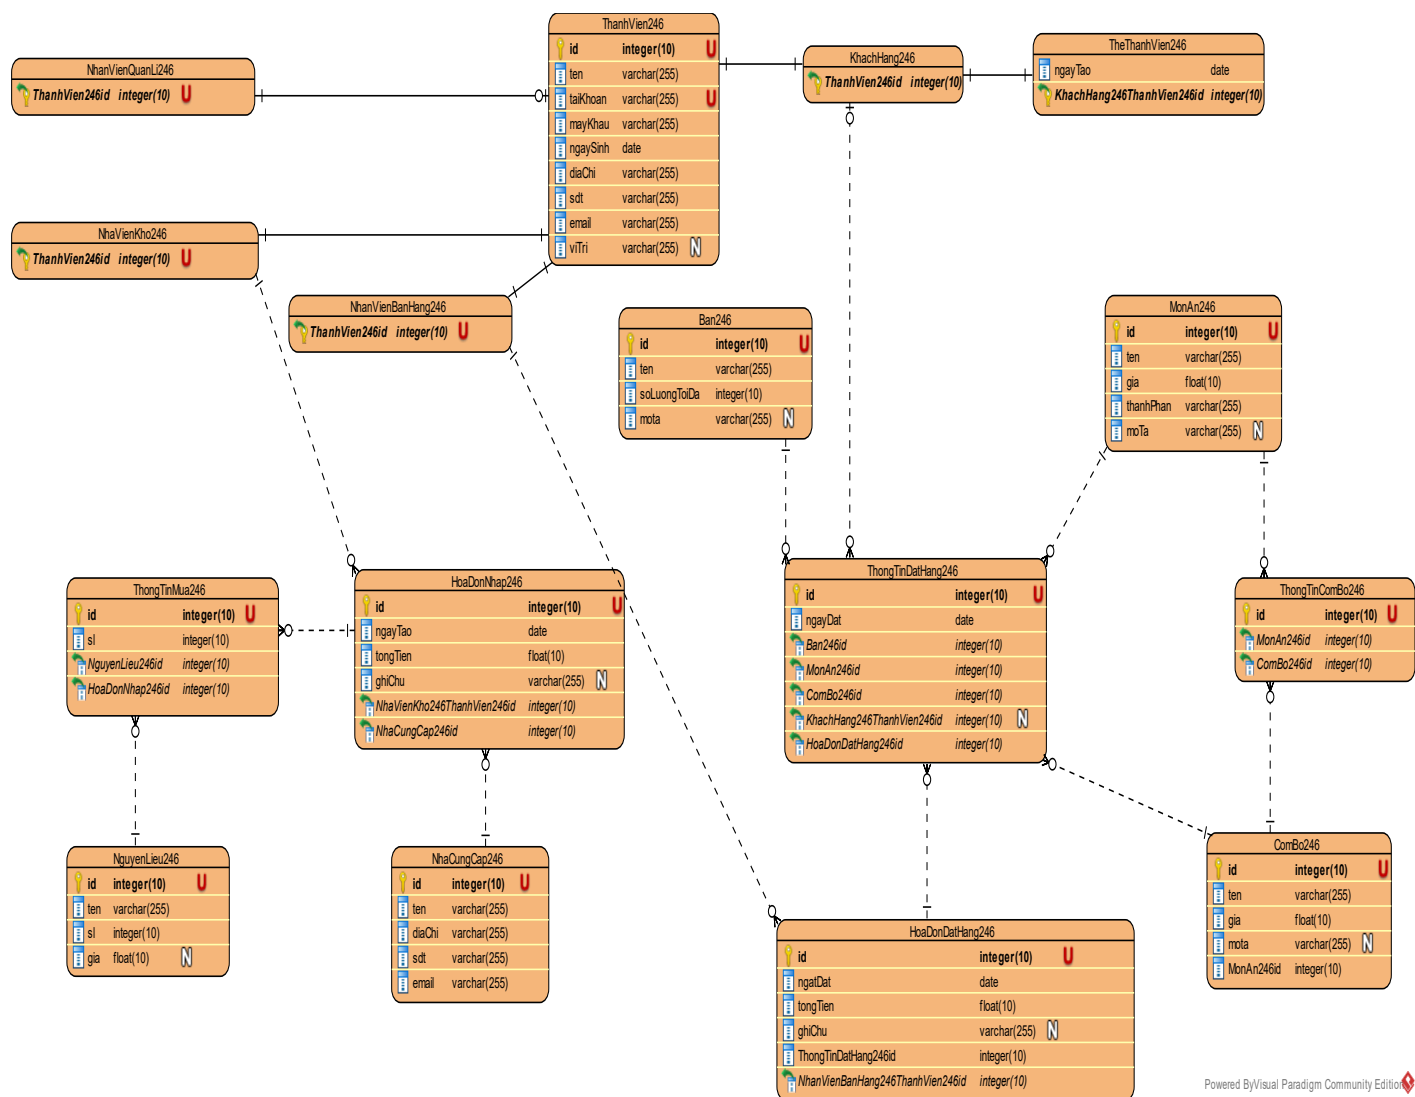 ThanhVien246
id integer(10) U
ten varchar(255)
taiKhoan varchar(255) U
mayKhau varchar(255)
ngaySinh date
diaChi varchar(255)
sdt varchar(255)
email varchar(255)
viTri varchar(255) N
KhachHang246
ThanhVien246id integer(10)
TheThanhVien246
ngayTao date
KhachHang246ThanhVien246id integer(10)
NhanVienQuanLi246
ThanhVien246id integer(10) U
NhaVienKho246
ThanhVien246id integer(10) U
NhanVienBanHang246
ThanhVien246id integer(10) U
Ban246
id integer(10) U
ten varchar(255)
soLuongToiDa integer(10)
mota varchar(255) N
MonAn246
id integer(10) U
ten varchar(255)
gia float(10)
thanhPhan varchar(255)
moTa varchar(255) N
ThongTinMua246
id integer(10) U
sl integer(10)
NguyenLieu246id integer(10)
HoaDonNhap246id integer(10)
HoaDonNhap246
id integer(10) U
ngayTao date
tongTien float(10)
ghiChu varchar(255) N
NhaVienKho246ThanhVien246id integer(10)
NhaCungCap246id integer(10)
ThongTinDatHang246
id integer(10) U
ngayDat date
Ban246id integer(10)
MonAn246id integer(10)
ComBo246id integer(10)
KhachHang246ThanhVien246id integer(10) N
HoaDonDatHang246id integer(10)
ThongTinComBo246
id integer(10) U
MonAn246id integer(10)
ComBo246id integer(10)
NguyenLieu246
id integer(10) U
ten varchar(255)
sl integer(10)
gia float(10) N
NhaCungCap246
id integer(10) U
ten varchar(255)
diaChi varchar(255)
sdt varchar(255)
email varchar(255)
HoaDonDatHang246
id integer(10) U
ngatDat date
tongTien float(10)
ghiChu varchar(255) N
ThongTinDatHang246id integer(10)
NhanVienBanHang246ThanhVien246id integer(10)
ComBo246
id integer(10) U
ten varchar(255)
gia float(10)
mota varchar(255) N
MonAn246id integer(10)
Powered ByVisual Paradigm Community Edition